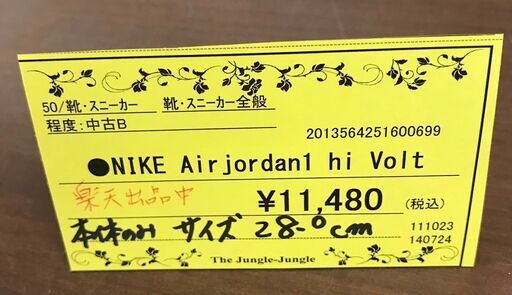 50/靴・スニーカー 靴・スニーカー全般
程度:中古B
2013564251600699
●NIKE Airjordan1 hi Volt
楽天出品中 ¥11,480 (税込)
本体のみ サイズ 28.0cm 111023
140724
The Jungle-Jungle